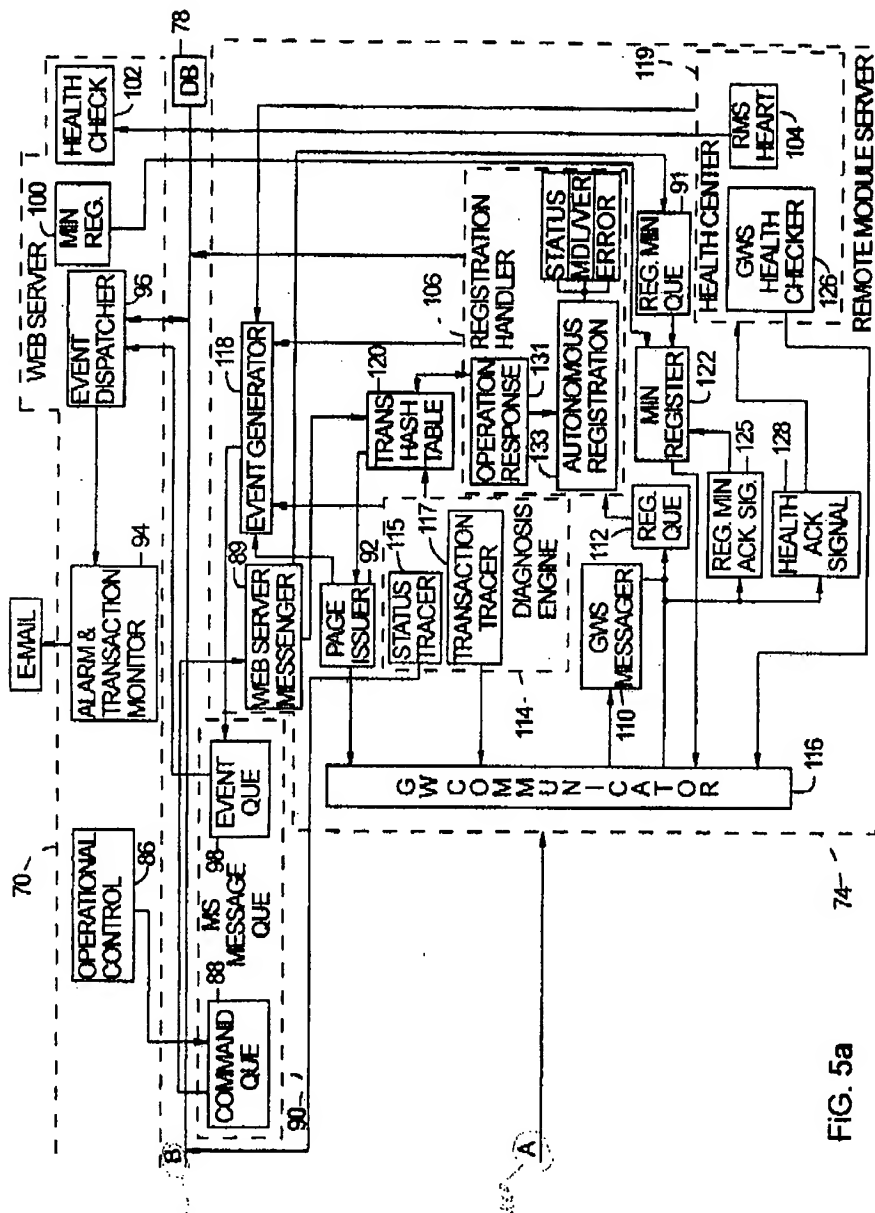 E-MAIL
70
OPERATIONAL
CONTROL
86
ALARM &
TRANSACTION
MONITOR
94
WEB SERVER
EVENT
DISPATCHER
96
100
MIN
REG.
HEALTH
CHECK
102
B
78
DB
88
COMMAND
QUE
90
MS
MESSAGE
QUE
98
EVENT
QUE
89
WEB SERVER
MESSENGER
118
EVENT GENERATOR
92
PAGE
ISSUER
120
TRANS
HASH
TABLE
115
STATUS
TRACER
117
TRANSACTION
TRACER
DIAGNOSIS
ENGINE
114
106
REGISTRATION
HANDLER
OPERATION
RESPONSE
131
133
AUTONOMOUS
REGISTRATION
STATUS
MDL/VER
ERROR
91
REG. MIN
QUE
119
HEALTH CENTER
RMS
HEART
104
GWS
HEALTH
CHECKER
126
REMOTE MODULE SERVER
MIN
REGISTER
122
112
REG.
QUE
REG. MIN
ACK. SIG.
125
HEALTH
ACK
SIGNAL
128
GWS
MESSAGER
110
GW COMMUNICATOR
116
A
74
FIG. 5a